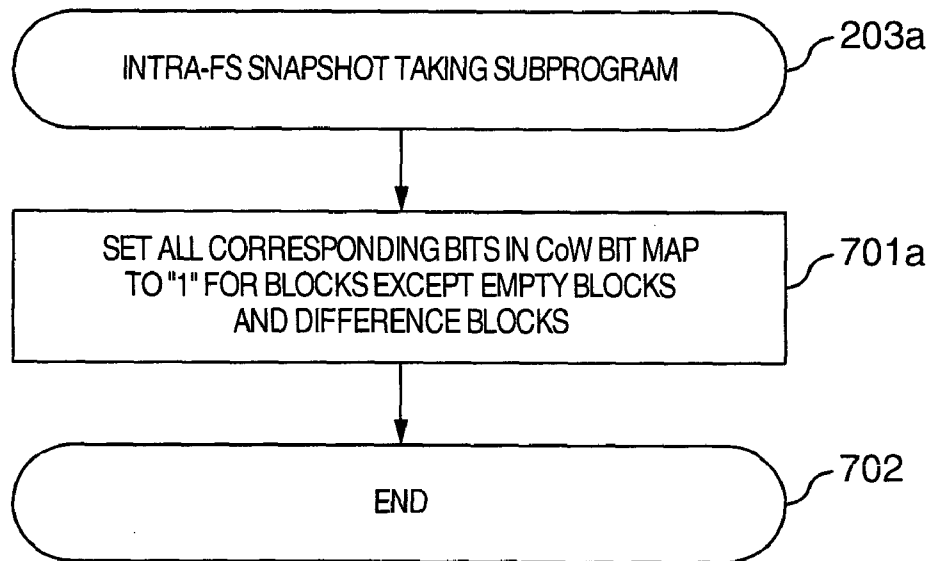 INTRA-FS SNAPSHOT TAKING SUBPROGRAM
203a
SET ALL CORRESPONDING BITS IN CoW BIT MAP
TO "1" FOR BLOCKS EXCEPT EMPTY BLOCKS
AND DIFFERENCE BLOCKS
701a
END
702